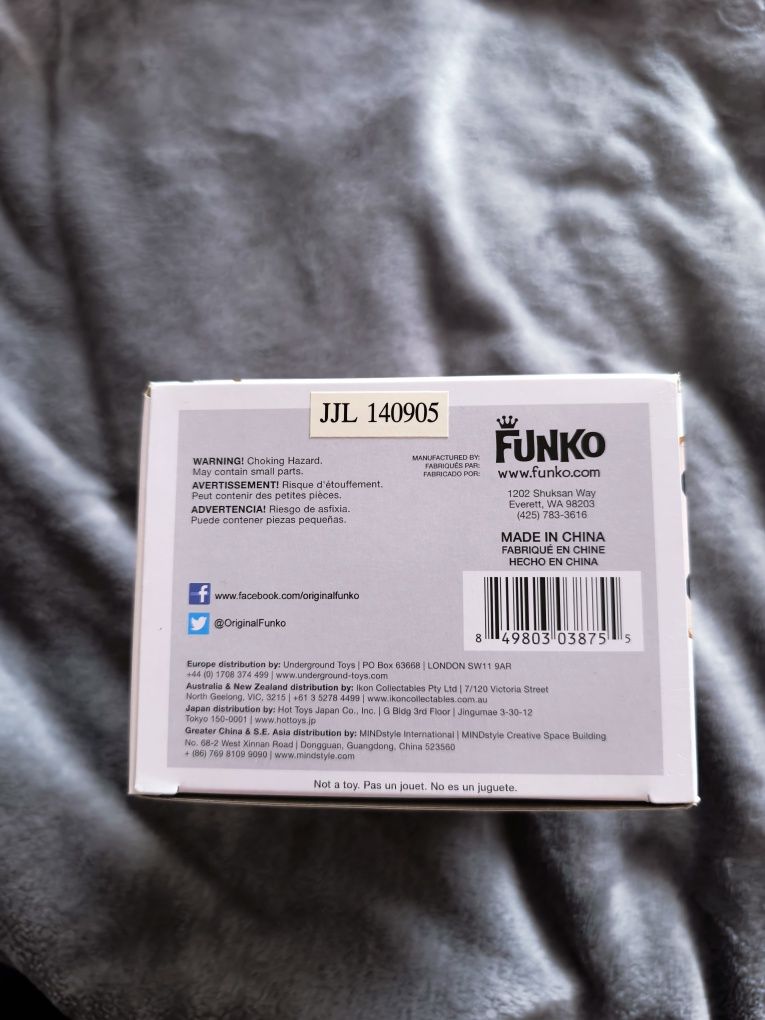 JJL 140905
WARNING! Choking Hazard.
May contain small parts.
AVERTISSEMENT! Risque d'étouffement.
Peut contenir des petites pièces.
ADVERTENCIA! Riesgo de asfixia.
Puede contener piezas pequeñas.
MANUFACTURED BY:
FABRIQUÉS PAR:
FABRICADO POR:
FUNKO
www.funko.com
1202 Shuksan Way
Everett, WA 98203
(425) 783-3616
MADE IN CHINA
FABRIQUÉ EN CHINE
HECHO EN CHINA
f www.facebook.com/originalfunko
@OriginalFunko
8 49803 03875 5
Europe distribution by: Underground Toys | PO Box 63668 | LONDON SW11 9AR
+44 (0) 1708 374 499 | www.underground-toys.com
Australia & New Zealand distribution by: Ikon Collectables Pty Ltd | 7/120 Victoria Street
North Geelong, VIC, 3215 | +61 3 5278 4499 | www.ikoncollectables.com.au
Japan distribution by: Hot Toys Japan Co., Inc. | G Bldg 3rd Floor | Jingumae 3-30-12
Tokyo 150-0001 | www.hottoys.jp
Greater China & S.E. Asia distribution by: MINDstyle International | MINDstyle Creative Space Building
No. 68-2 West Xinnan Road | Dongguan, Guangdong, China 523560
+ (86) 769 8109 9090 | www.mindstyle.com
Not a toy. Pas un jouet. No es un juguete.